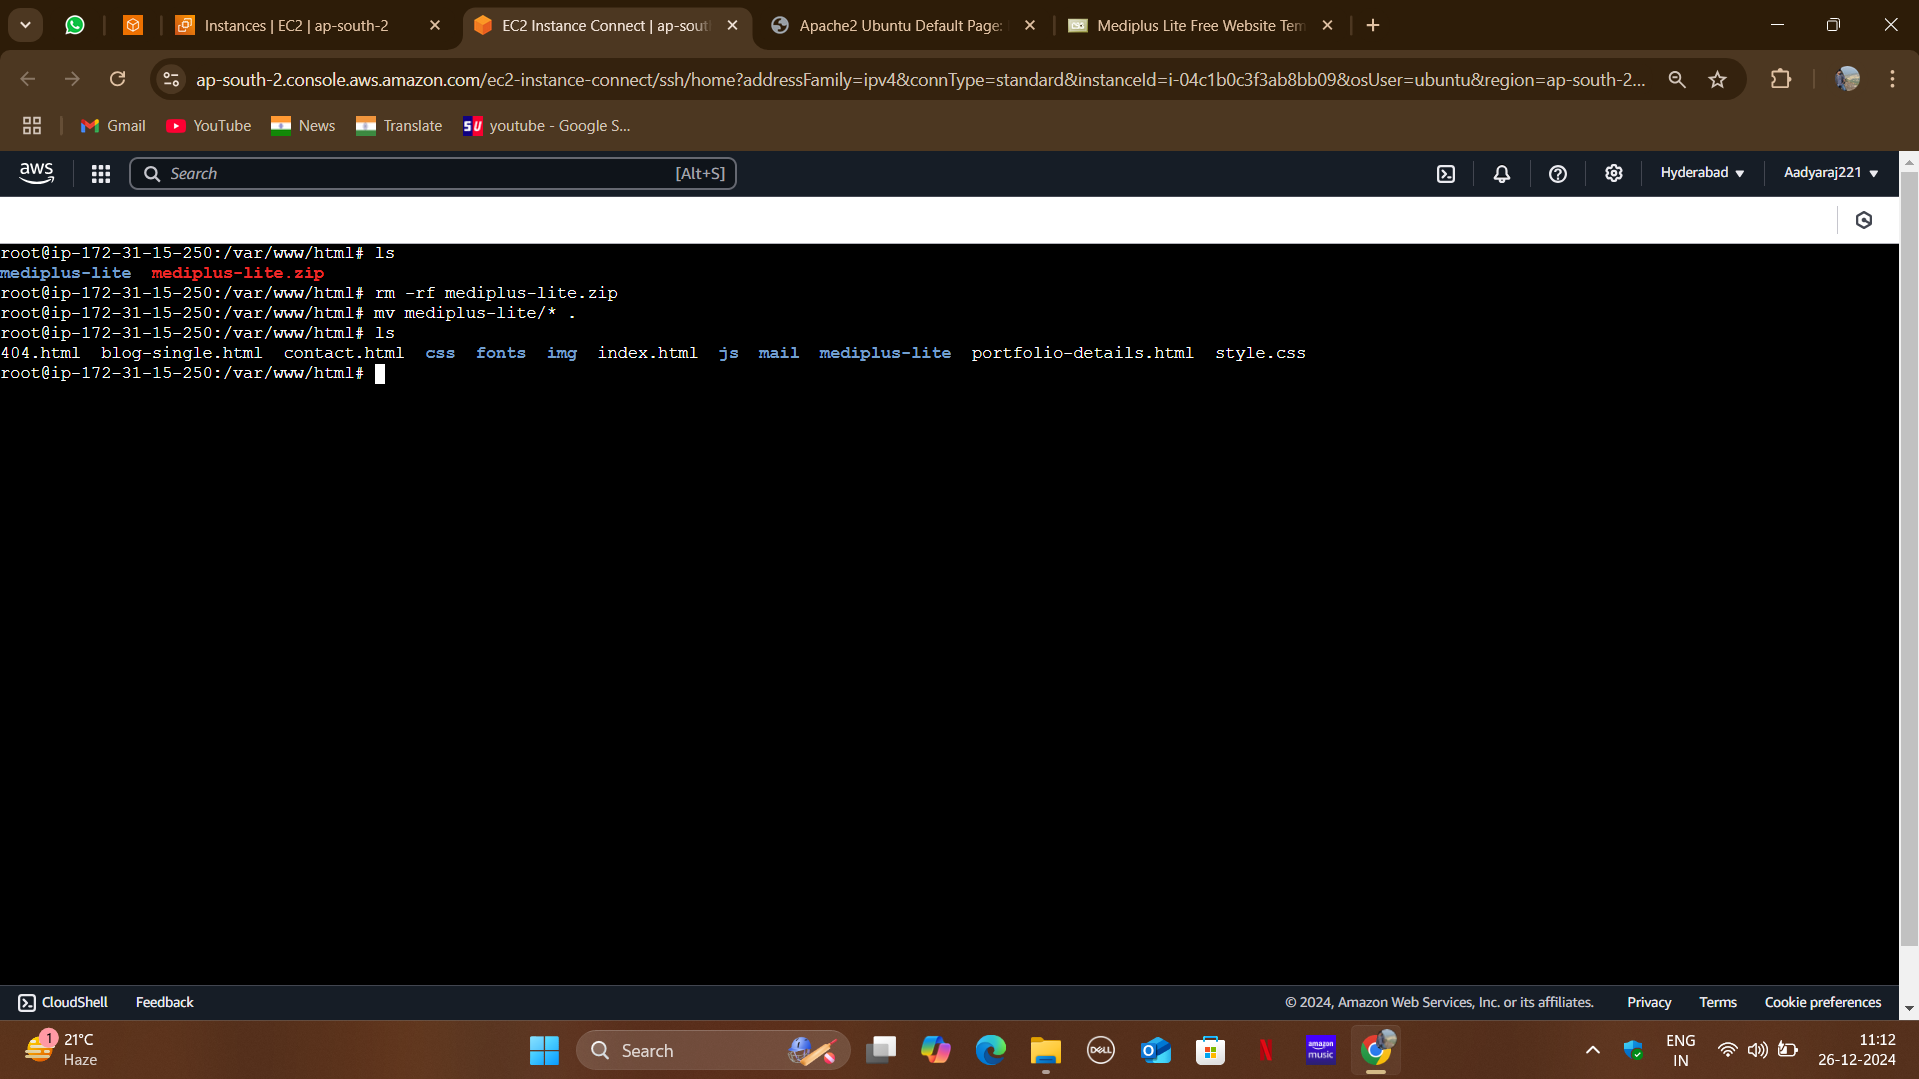 Instances | EC2 | ap-south-2
EC2 Instance Connect | ap-sout
Apache2 Ubuntu Default Page:
Mediplus Lite Free Website Tem
ap-south-2.console.aws.amazon.com/ec2-instance-connect/ssh/home?addressFamily=ipv4&connType=standard&instanceId=i-04c1b0c3f3ab8bb09&osUser=ubuntu&region=ap-south-2...
Gmail
YouTube
News
Translate
SU youtube - Google S...
aws
Search [Alt+S]
Hyderabad
Aadyaraj221
root@ip-172-31-15-250:/var/www/html# ls
mediplus-lite mediplus-lite.zip
root@ip-172-31-15-250:/var/www/html# rm -rf mediplus-lite.zip
root@ip-172-31-15-250:/var/www/html# mv mediplus-lite/* .
root@ip-172-31-15-250:/var/www/html# ls
404.html blog-single.html contact.html css fonts img index.html js mail mediplus-lite portfolio-details.html style.css
root@ip-172-31-15-250:/var/www/html#
CloudShell Feedback
© 2024, Amazon Web Services, Inc. or its affiliates. Privacy Terms Cookie preferences
1
21°C
Haze
Search
DELL
amazon music
ENG
IN
11:12
26-12-2024